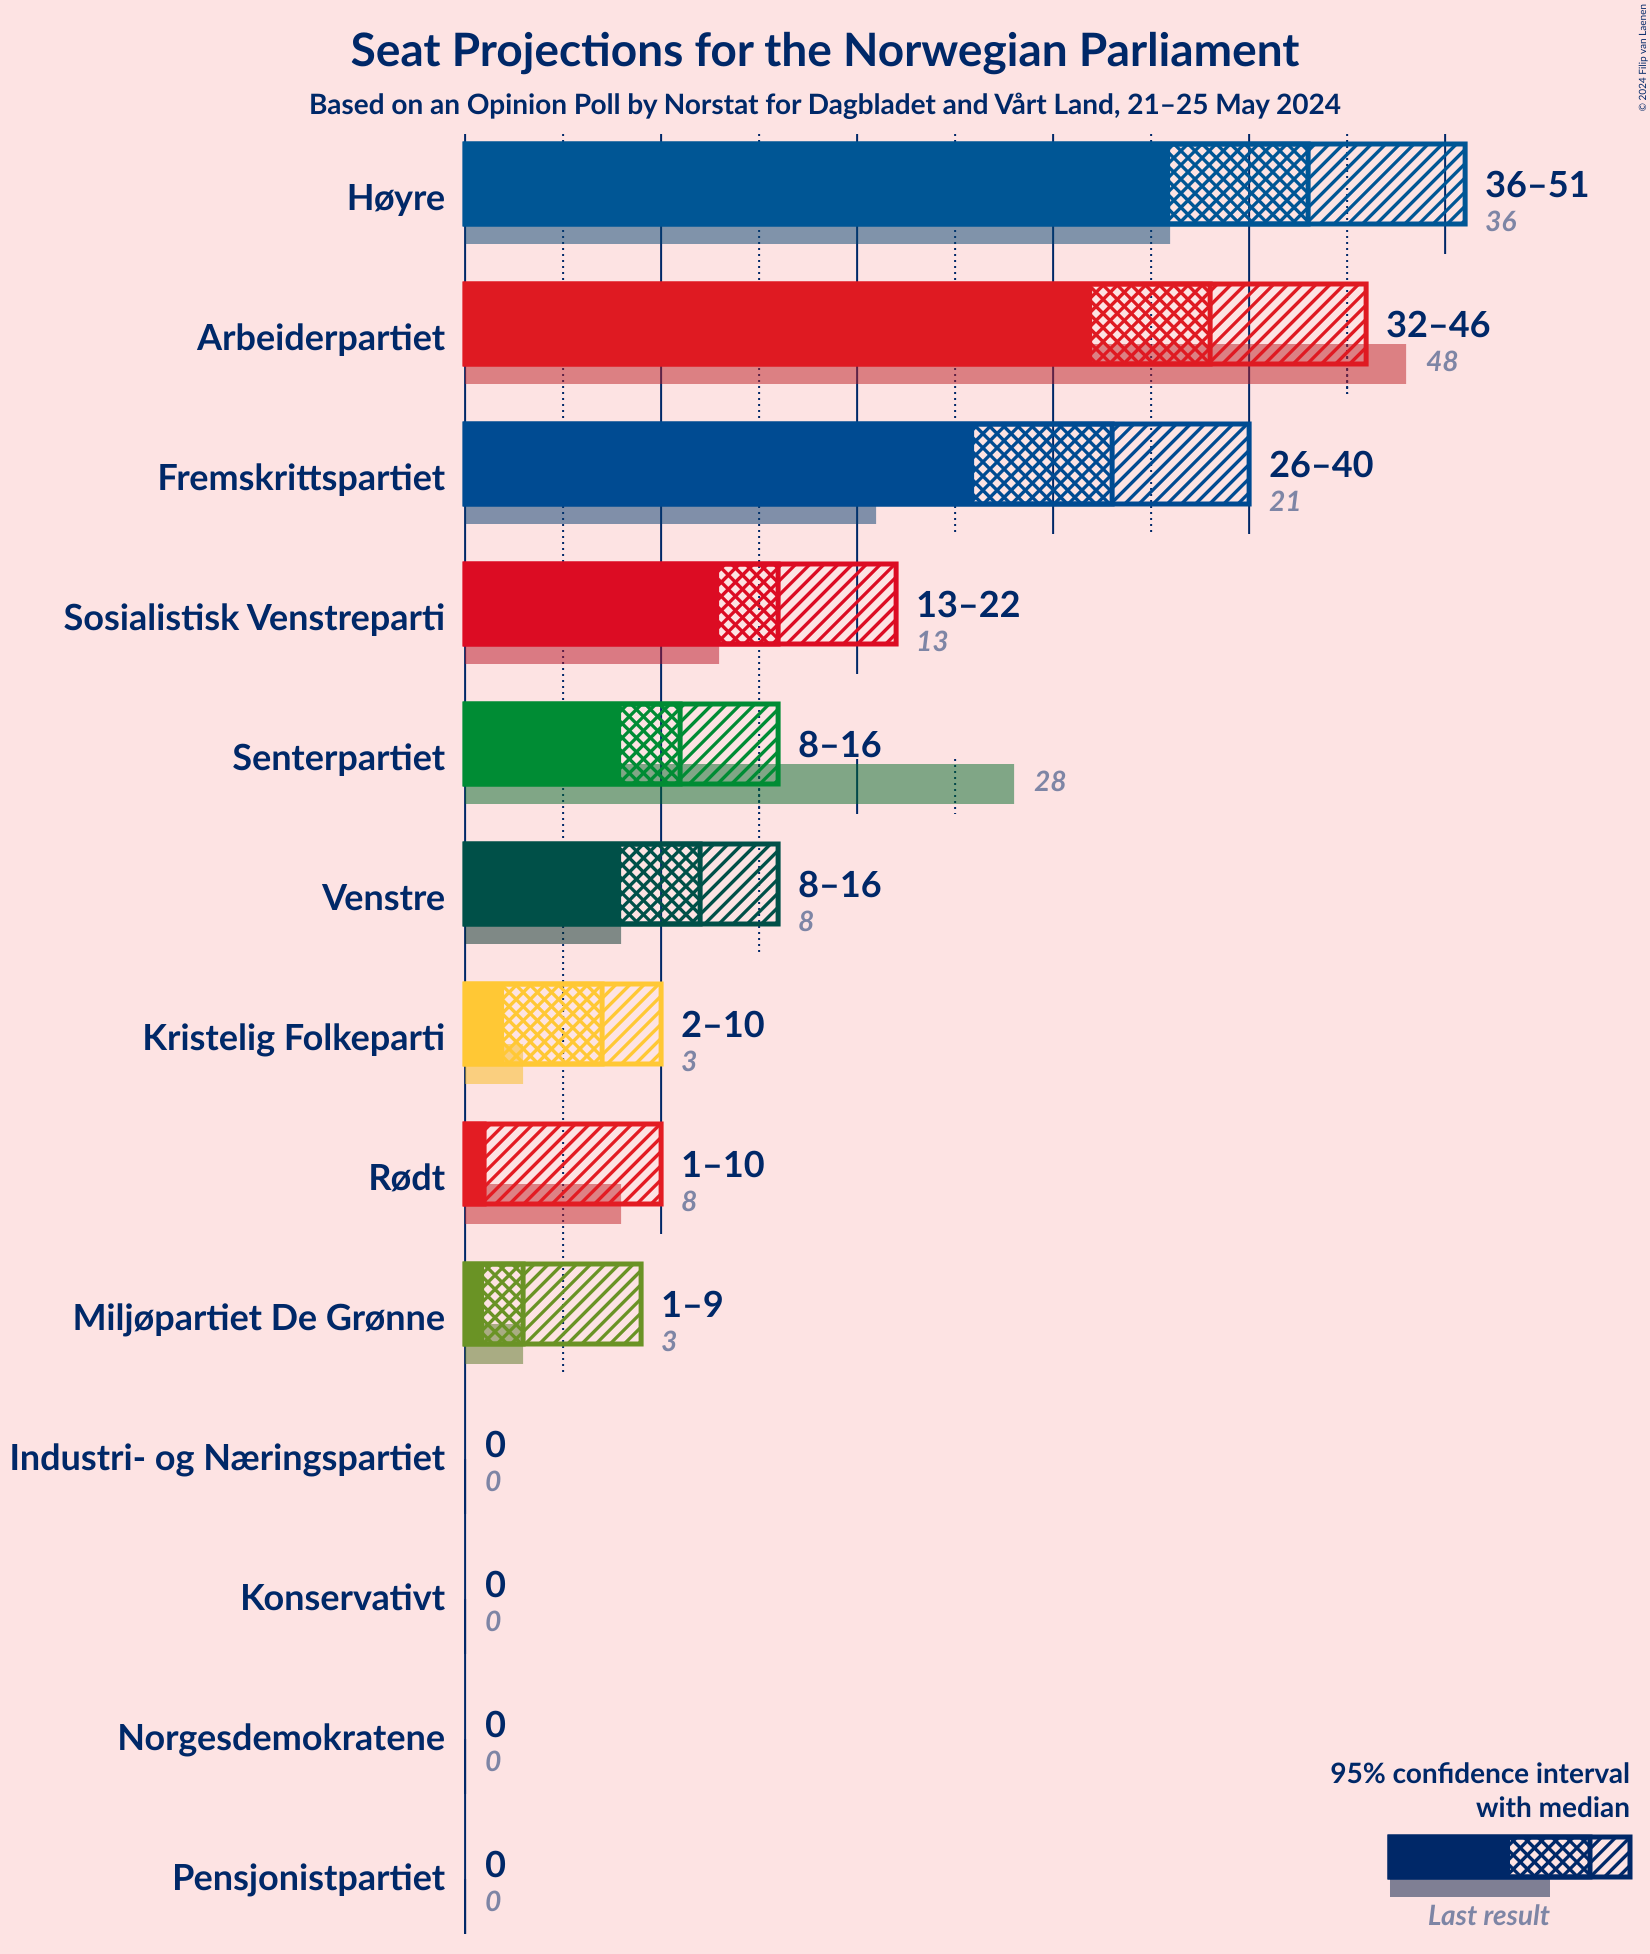 Seat Projections for the Norwegian Parliament
Based on an Opinion Poll by Norstat for Dagbladet and Vårt Land, 21–25 May 2024
© 2024 Filip van Laenen
Høyre
36–51
36
Arbeiderpartiet
32–46
48
Fremskrittspartiet
26–40
21
Sosialistisk Venstreparti
13–22
13
Senterpartiet
8–16
28
Venstre
8–16
8
Kristelig Folkeparti
2–10
3
Rødt
1–10
8
Miljøpartiet De Grønne
1–9
3
Industri- og Næringspartiet
0
0
Konservativt
0
0
Norgesdemokratene
0
0
Pensjonistpartiet
0
0
95% confidence interval
with median
Last result